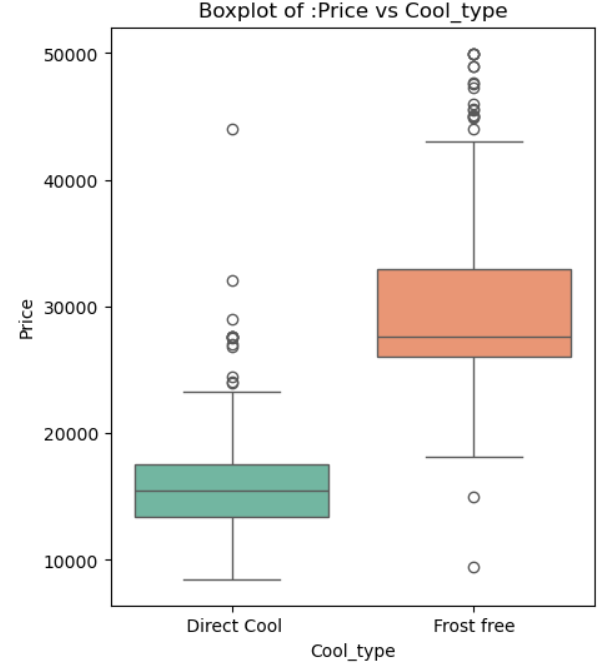 Boxplot of :Price vs Cool_type
50000
40000
30000
20000
10000
Price
Direct Cool
Frost free
Cool_type